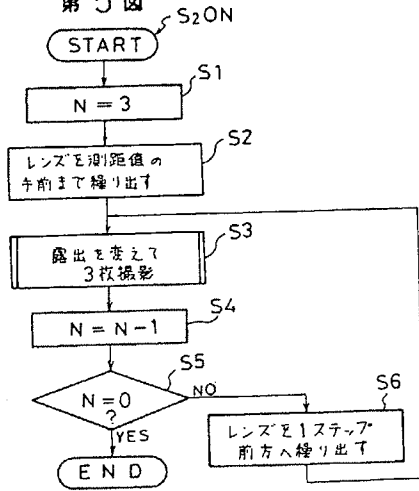 第5図
S2ON
START
S1
N=3
S2
レンズを測距値の
手前まで繰り出す
S3
露出を変えて
3枚撮影
S4
N=N-1
S5
N=0
?
NO
YES
S6
レンズを1ステップ
前方へ繰り出す
END